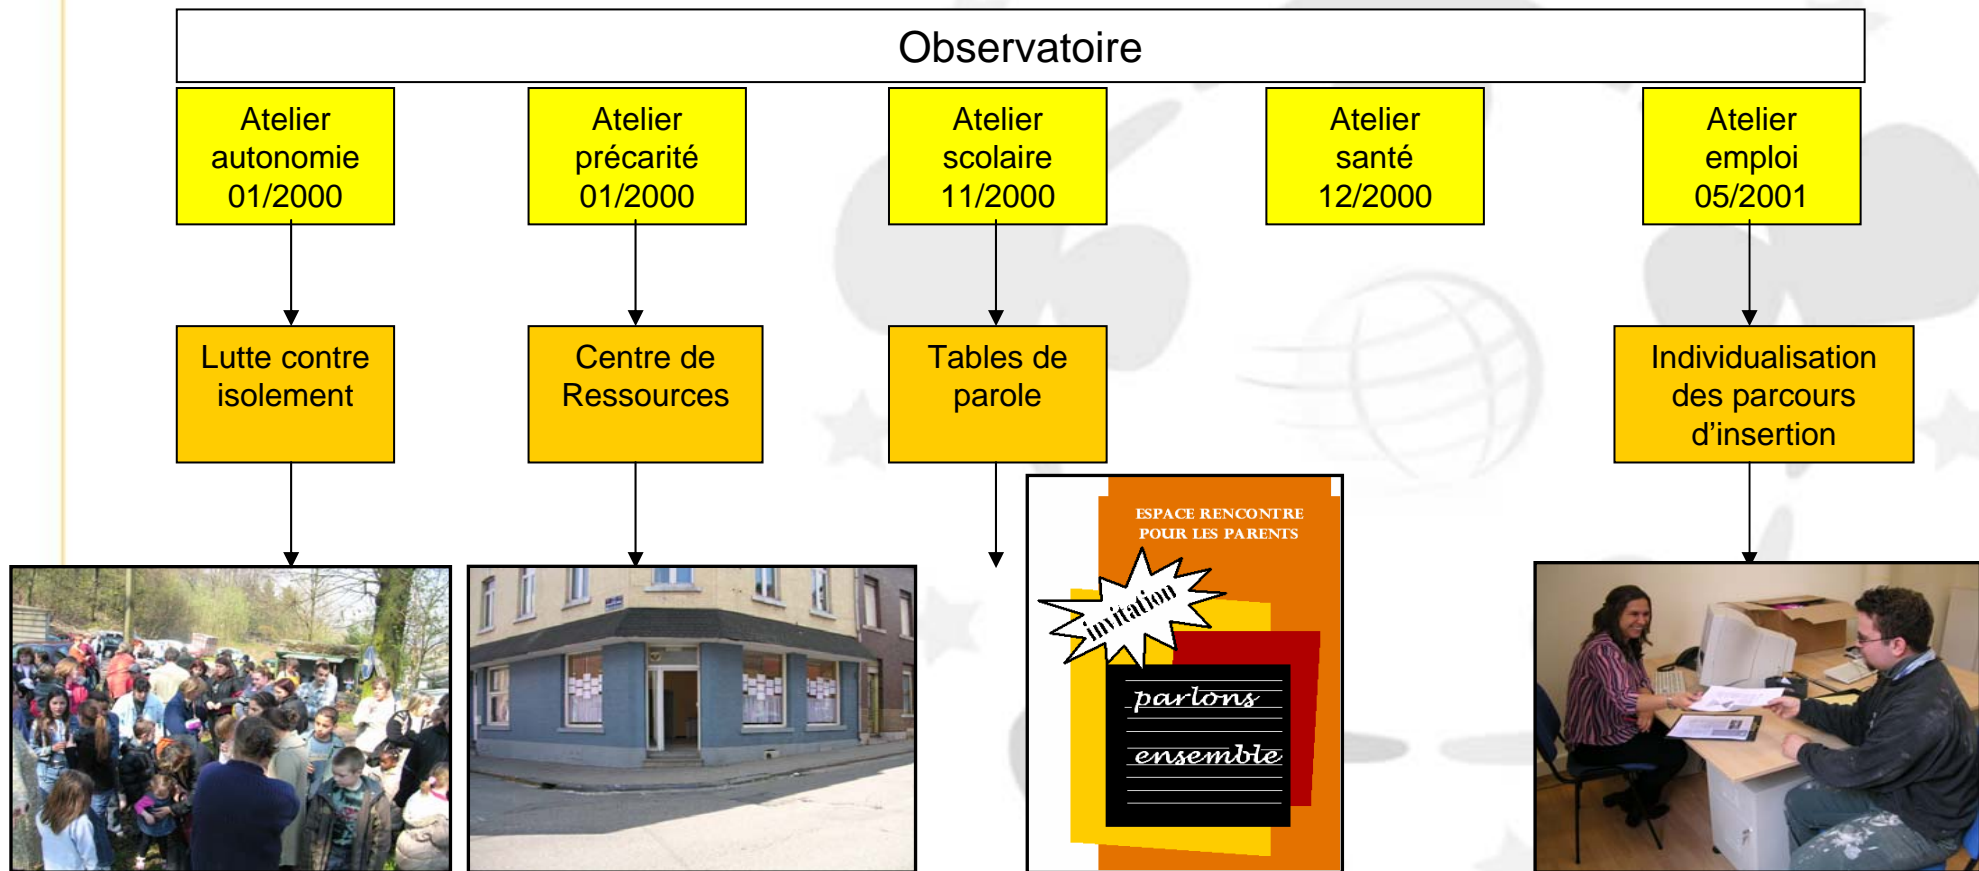 Observatoire
Atelier
autonomie
01/2000
Atelier
précarité
01/2000
Atelier
scolaire
11/2000
Atelier
santé
12/2000
Atelier
emploi
05/2001
Lutte contre
isolement
Centre de
Ressources
Tables de
parole
Individualisation
des parcours
d'insertion
ESPACE RENCONTRE
POUR LES PARENTS
invitation
parlons
ensemble